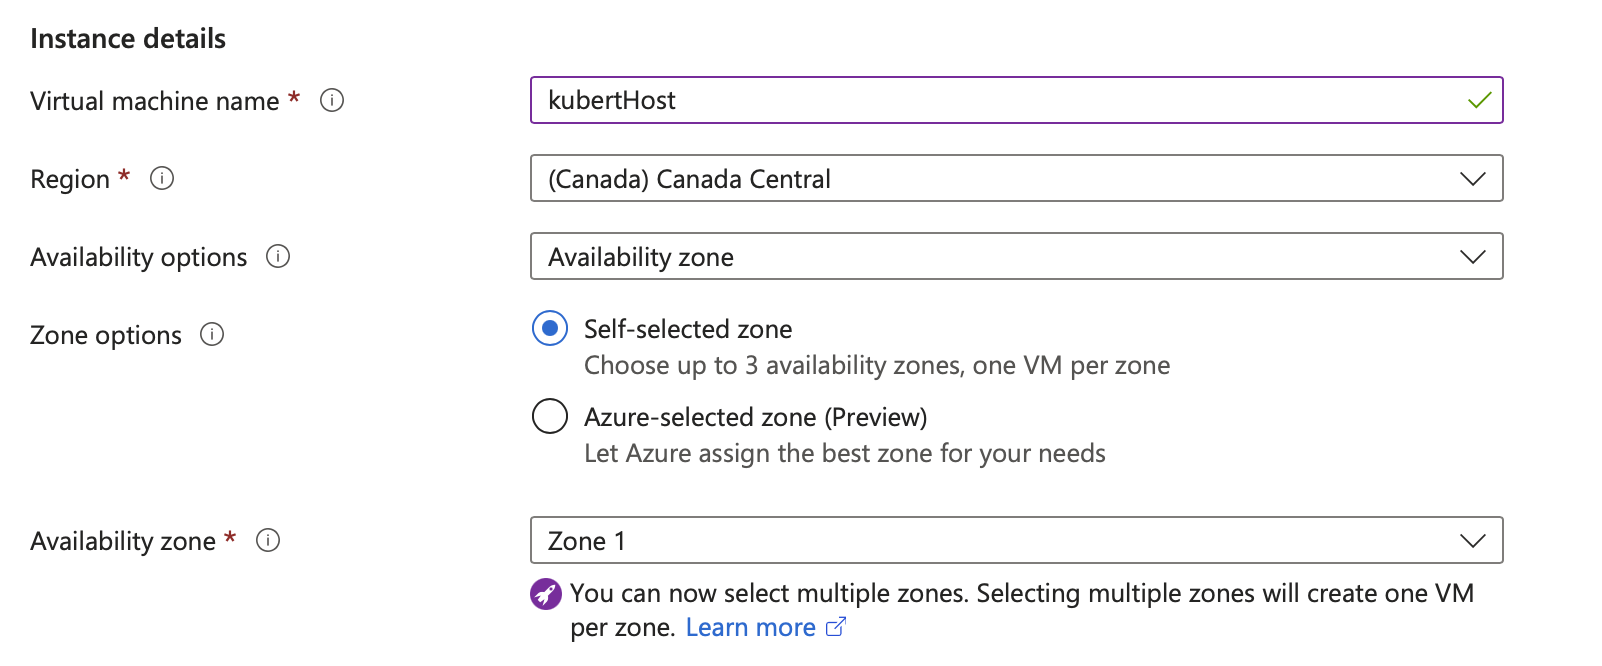 Instance details
Virtual machine name *
kubertHost
Region *
(Canada) Canada Central
Availability options
Availability zone
Zone options
Self-selected zone
Choose up to 3 availability zones, one VM per zone
Azure-selected zone (Preview)
Let Azure assign the best zone for your needs
Availability zone *
Zone 1
You can now select multiple zones. Selecting multiple zones will create one VM
per zone. Learn more